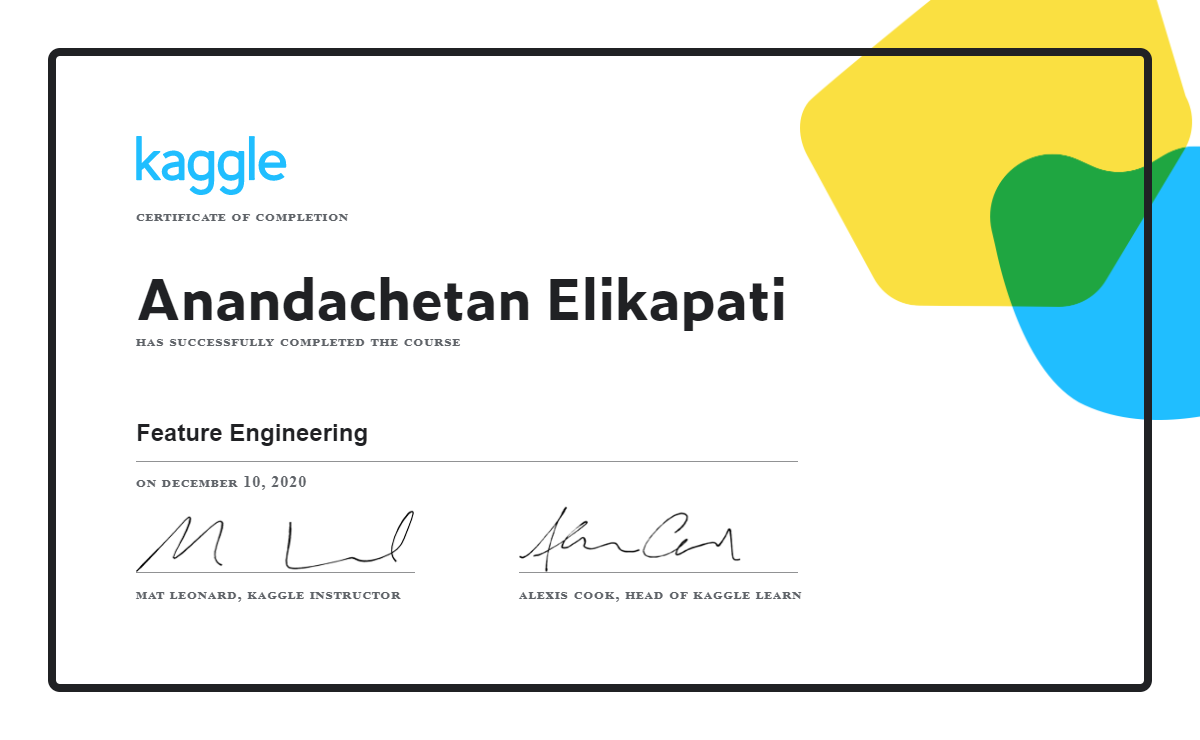 kaggle
CERTIFICATE OF COMPLETION
Anandachetan Elikapati
HAS SUCCESSFULLY COMPLETED THE COURSE
Feature Engineering
ON DECEMBER 10, 2020
MAT LEONARD, KAGGLE INSTRUCTOR
ALEXIS COOK, HEAD OF KAGGLE LEARN